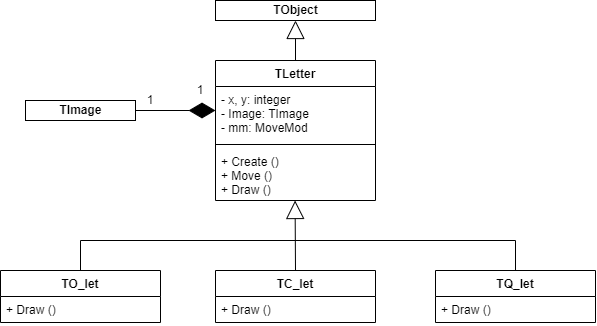 TObject
TLetter
- x, y: integer
- Image: TImage
- mm: MoveMod
+ Create ()
+ Move ()
+ Draw ()
TImage
1
1
TO_let
+ Draw ()
TC_let
+ Draw ()
TQ_let
+ Draw ()